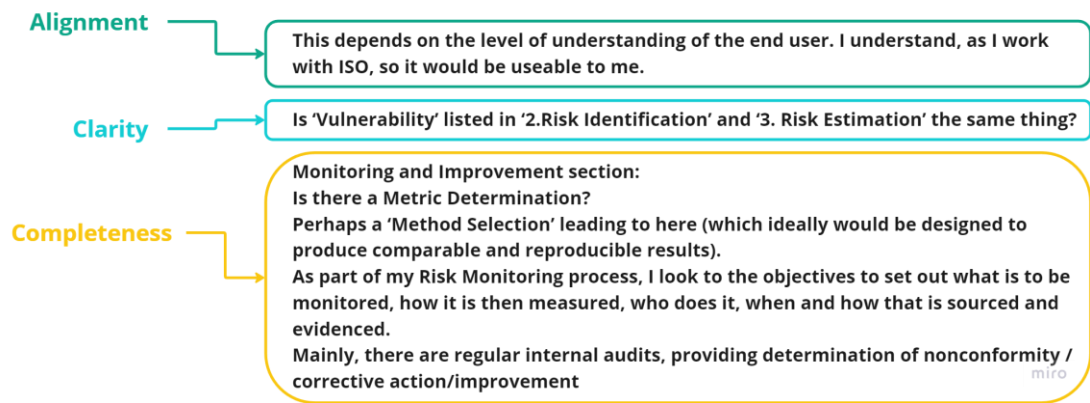 Alignment
This depends on the level of understanding of the end user. I understand, as I work
with ISO, so it would be useable to me.
Clarity
Is ‘Vulnerability’ listed in ‘2.Risk Identification’ and ‘3. Risk Estimation’ the same thing?
Completeness
Monitoring and Improvement section:
Is there a Metric Determination?
Perhaps a ‘Method Selection’ leading to here (which ideally would be designed to
produce comparable and reproducible results).
As part of my Risk Monitoring process, I look to the objectives to set out what is to be
monitored, how it is then measured, who does it, when and how that is sourced and
evidenced.
Mainly, there are regular internal audits, providing determination of nonconformity /
corrective action/improvement
miro